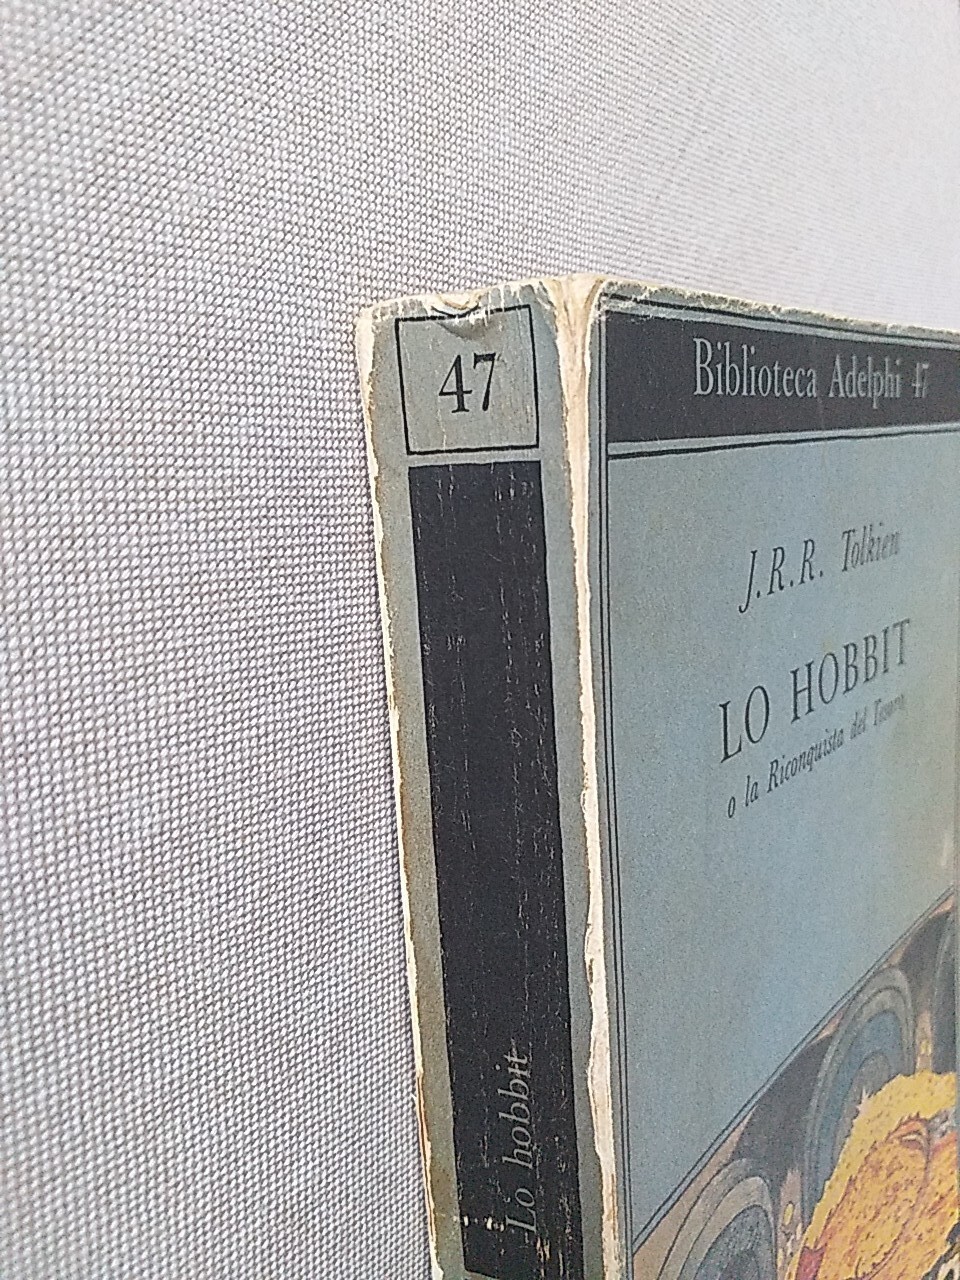 47
Lo hobbit
Biblioteca Adelphi 47
J.R.R. Tolkien
LO HOBBIT
o la Riconquista del Tesoro